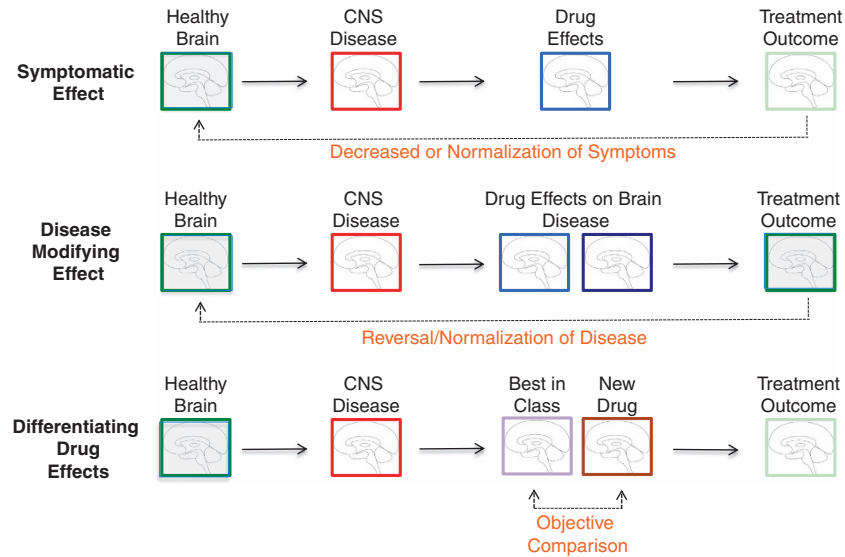 Healthy
Brain
CNS
Disease
Drug
Effects
Treatment
Outcome
Symptomatic
Effect
Decreased or Normalization of Symptoms
Healthy
Brain
CNS
Disease
Drug Effects on Brain
Disease
Treatment
Outcome
Disease
Modifying
Effect
Reversal/Normalization of Disease
Healthy
Brain
CNS
Disease
Best in
Class
New
Drug
Treatment
Outcome
Differentiating
Drug
Effects
Objective
Comparison